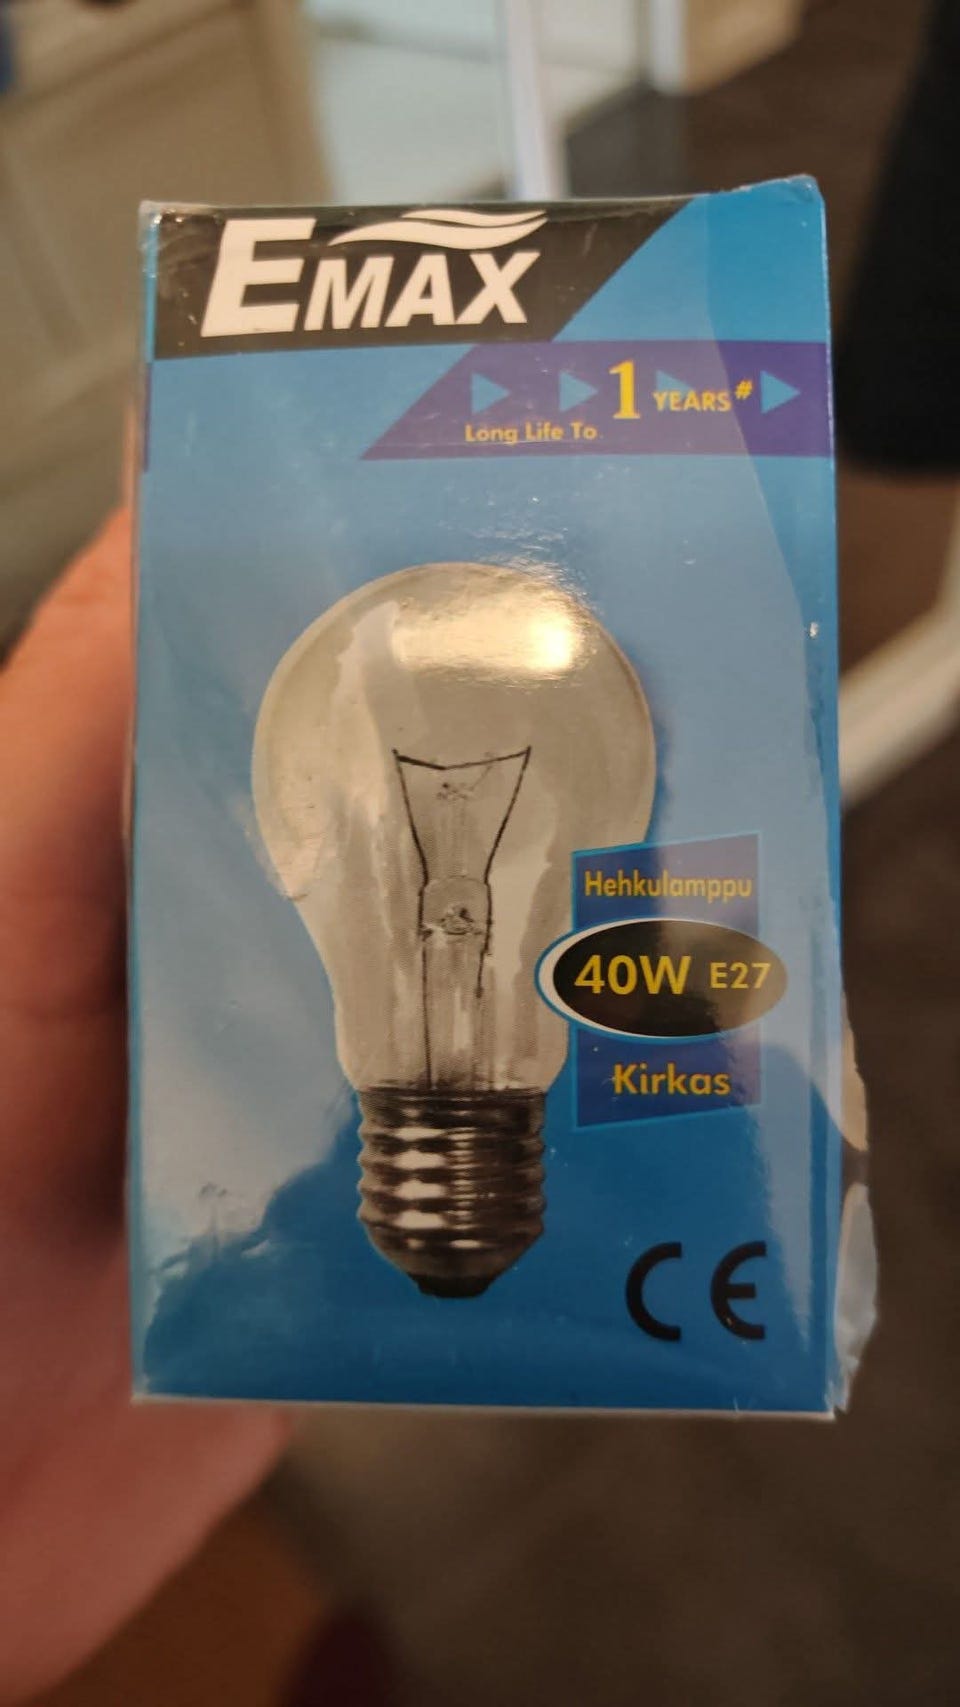 EMAX
1 YEARS#
Long Life To
Hehkulamppu
40W E27
Kirkas
CE